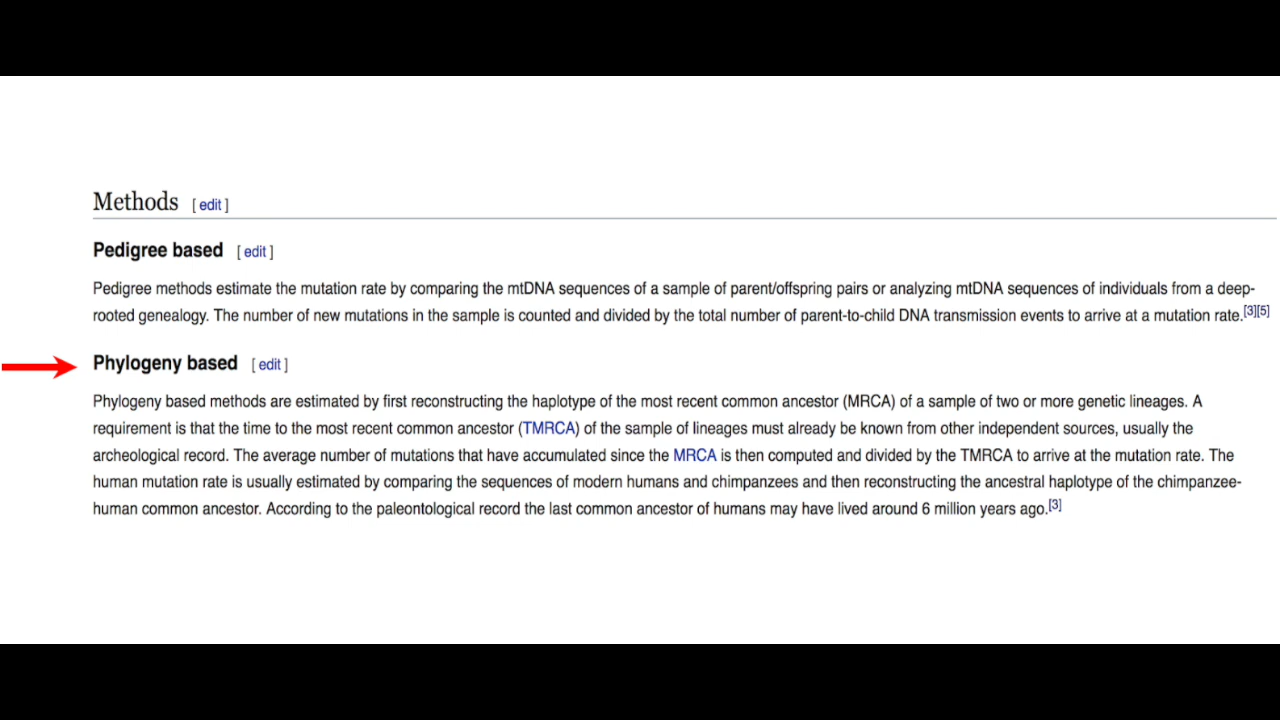 Methods [ edit ]
Pedigree based [ edit ]
Pedigree methods estimate the mutation rate by comparing the mtDNA sequences of a sample of parent/offspring pairs or analyzing mtDNA sequences of individuals from a deep-
rooted genealogy. The number of new mutations in the sample is counted and divided by the total number of parent-to-child DNA transmission events to arrive at a mutation rate.[3][5]
Phylogeny based [ edit ]
Phylogeny based methods are estimated by first reconstructing the haplotype of the most recent common ancestor (MRCA) of a sample of two or more genetic lineages. A
requirement is that the time to the most recent common ancestor (TMRCA) of the sample of lineages must already be known from other independent sources, usually the
archeological record. The average number of mutations that have accumulated since the MRCA is then computed and divided by the TMRCA to arrive at the mutation rate. The
human mutation rate is usually estimated by comparing the sequences of modern humans and chimpanzees and then reconstructing the ancestral haplotype of the chimpanzee-
human common ancestor. According to the paleontological record the last common ancestor of humans may have lived around 6 million years ago.[3]